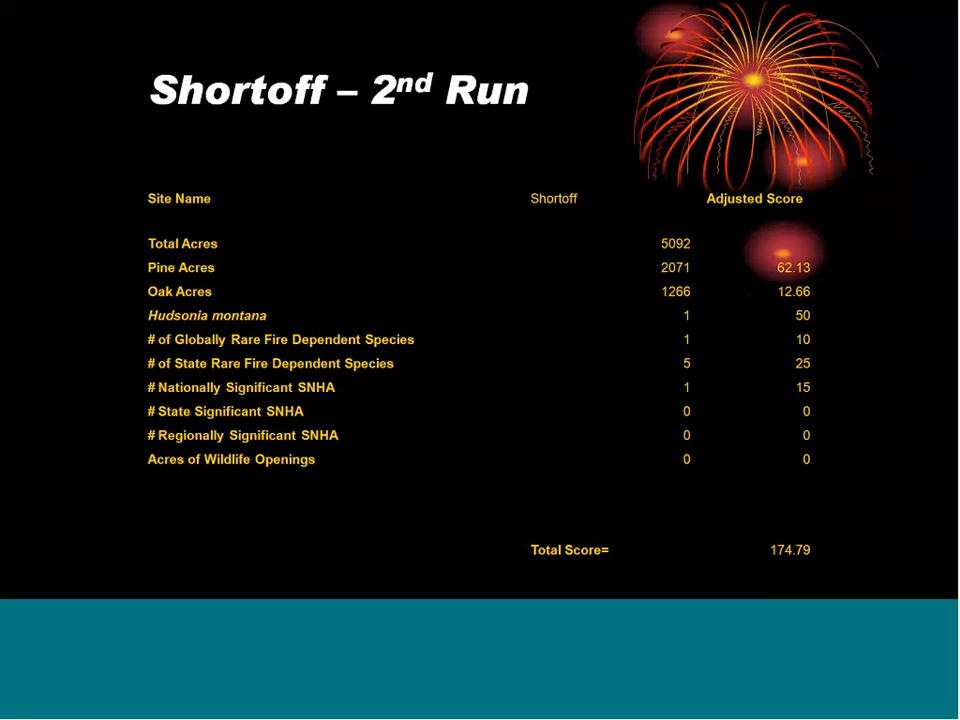 Shortoff – 2nd Run
Site Name Shortoff Adjusted Score
Total Acres 5092
Pine Acres 2071 62.13
Oak Acres 1266 12.66
Hudsonia montana 1 50
# of Globally Rare Fire Dependent Species 1 10
# of State Rare Fire Dependent Species 5 25
# Nationally Significant SNHA 1 15
# State Significant SNHA 0 0
# Regionally Significant SNHA 0 0
Acres of Wildlife Openings 0 0
Total Score= 174.79